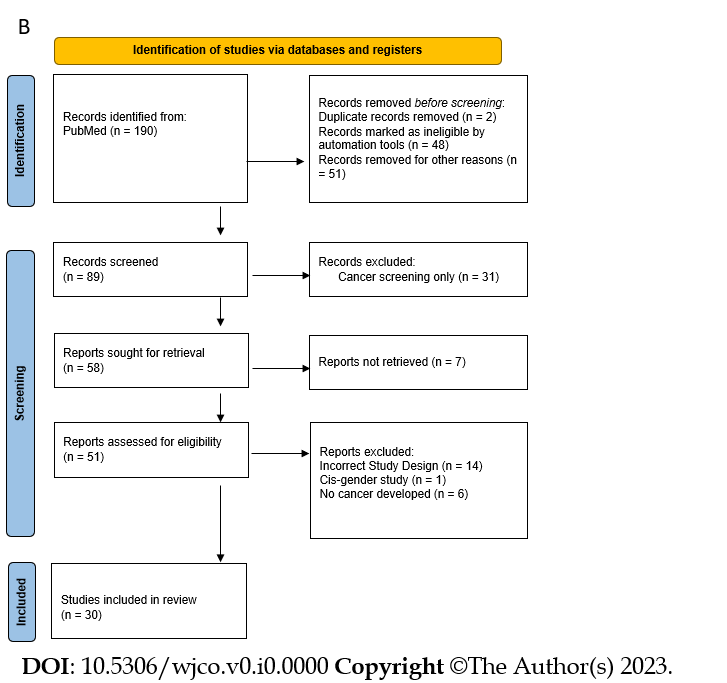 B
Identification of studies via databases and registers
Identification
Records identified from:
PubMed (n = 190)
Records removed before screening:
Duplicate records removed (n = 2)
Records marked as ineligible by
automation tools (n = 48)
Records removed for other reasons (n
= 51)
Screening
Records screened
(n = 89)
Records excluded:
Cancer screening only (n = 31)
Reports sought for retrieval
(n = 58)
Reports not retrieved (n = 7)
Reports assessed for eligibility
(n = 51)
Reports excluded:
Incorrect Study Design (n = 14)
Cis-gender study (n = 1)
No cancer developed (n = 6)
Included
Studies included in review
(n = 30)
DOI: 10.5306/wjco.v0.i0.0000 Copyright ©The Author(s) 2023.